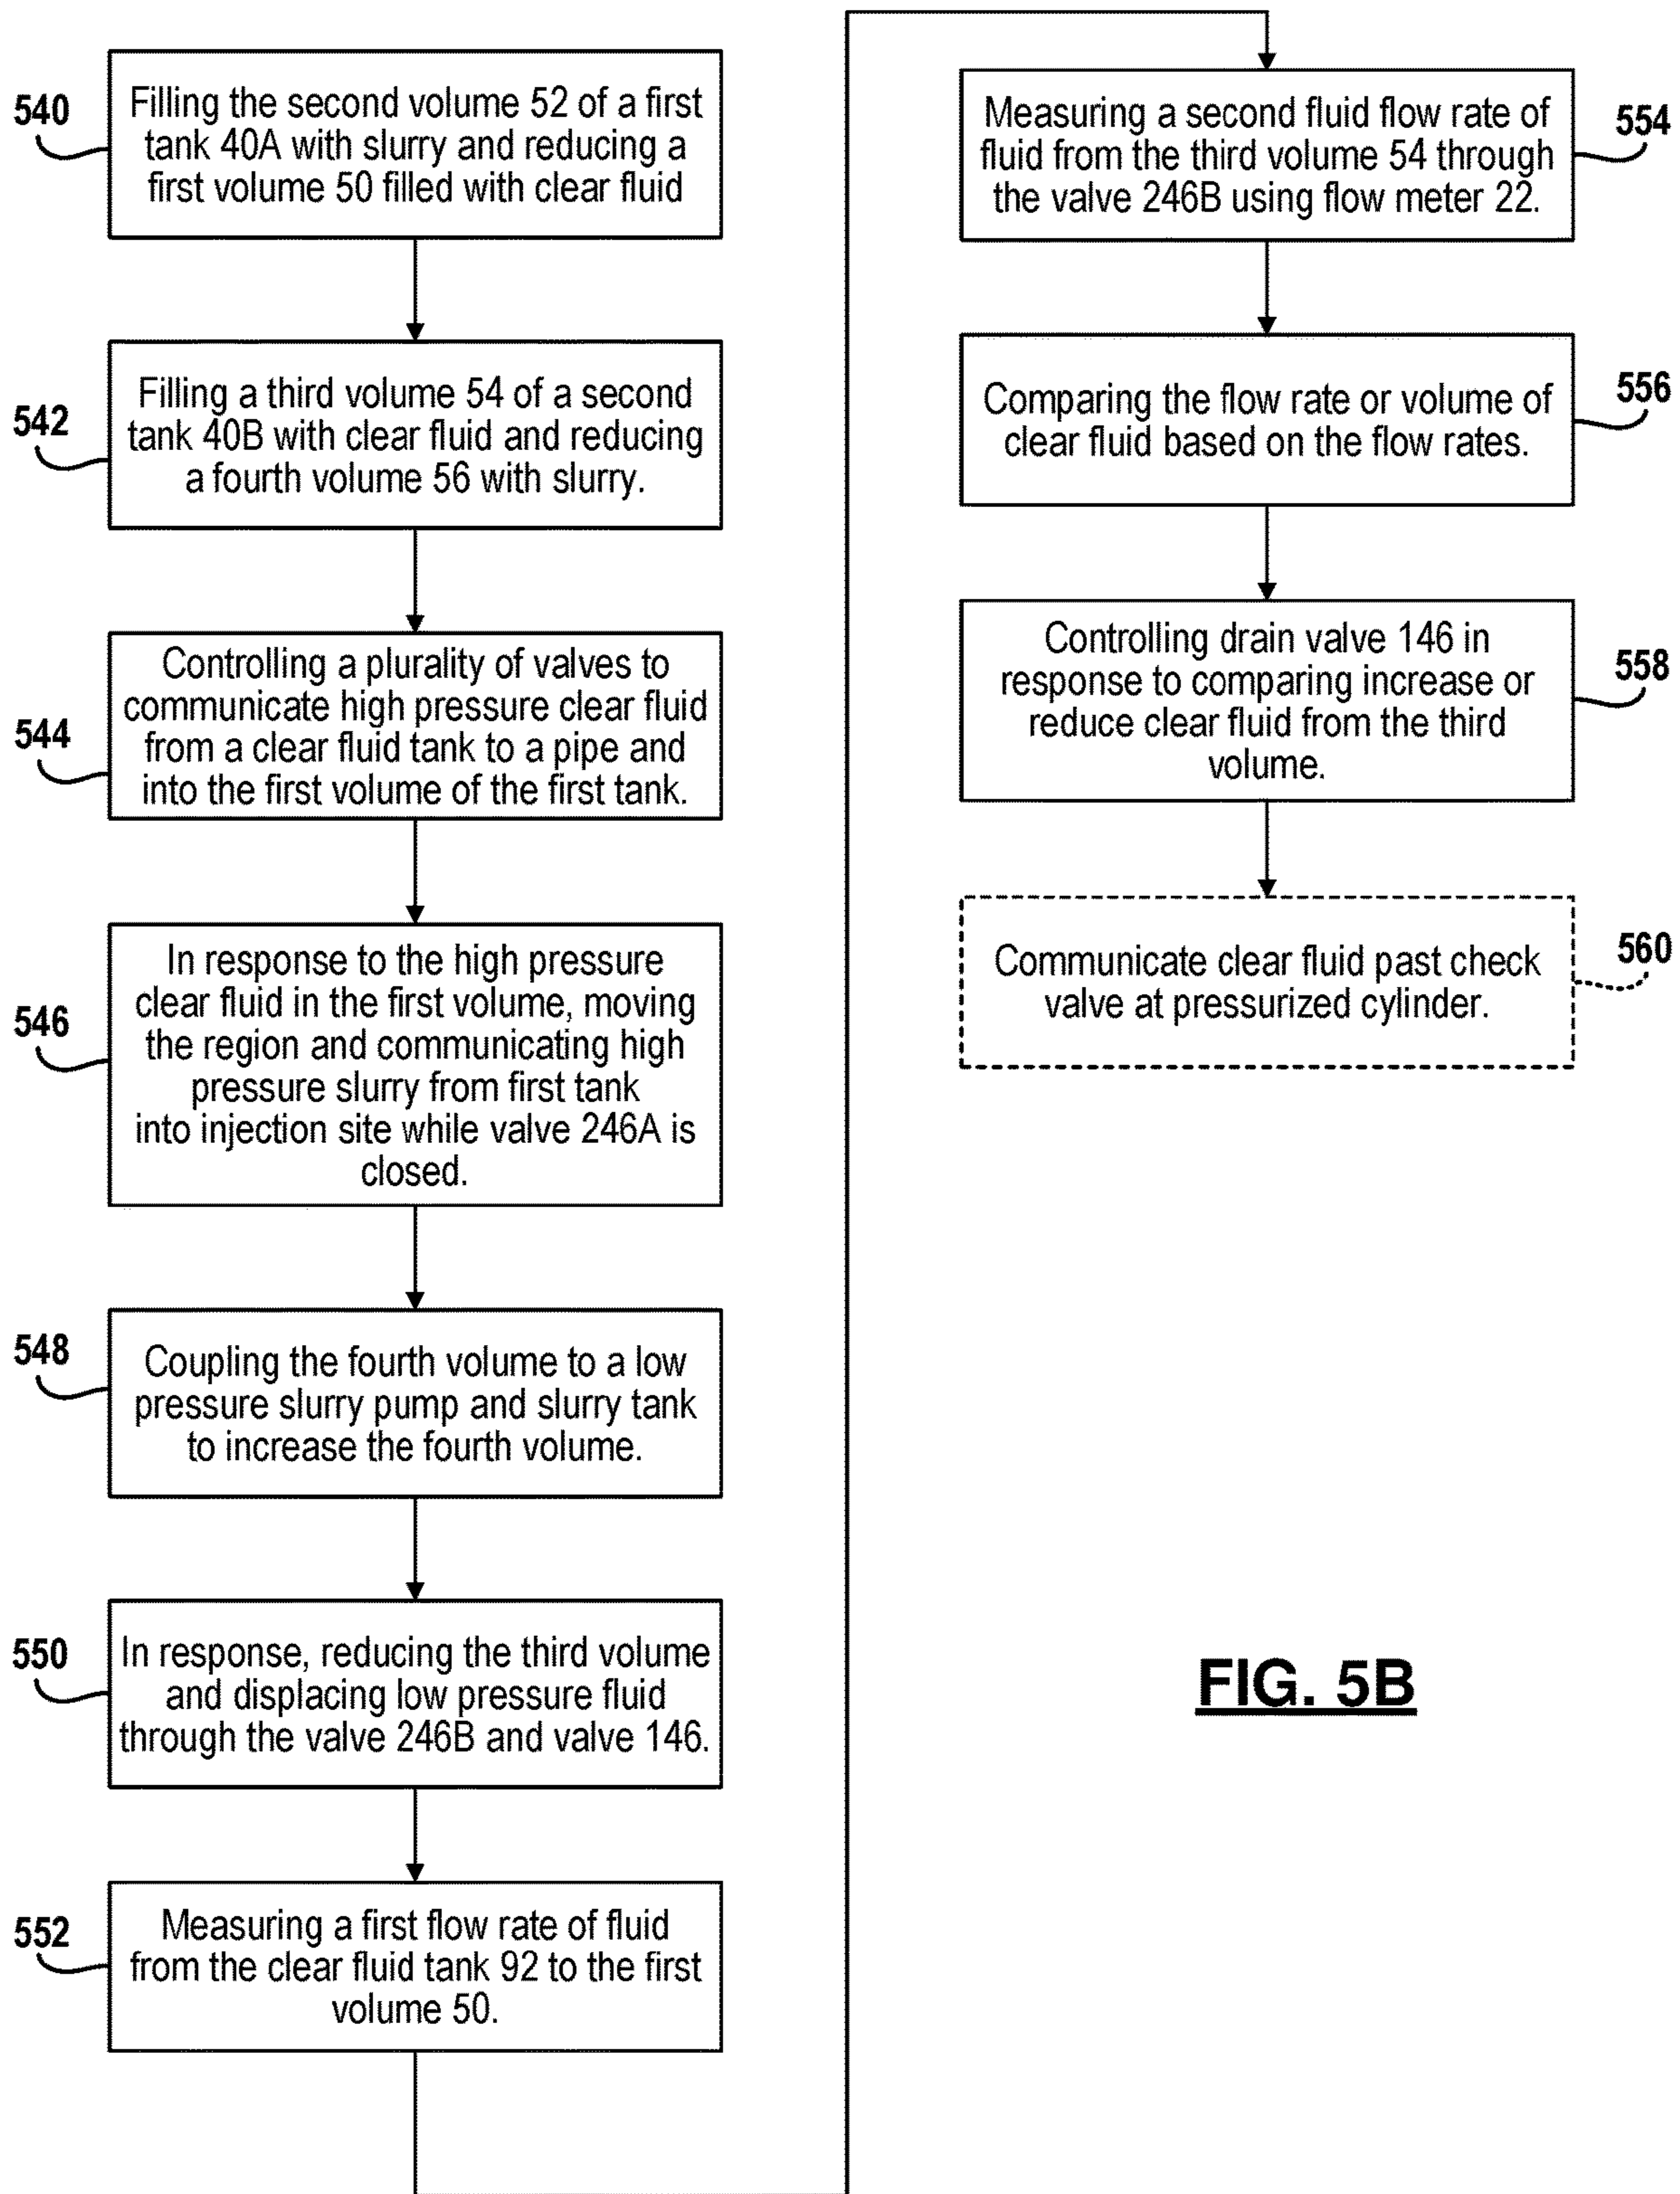 540
Filling the second volume 52 of a first
tank 40A with slurry and reducing a
first volume 50 filled with clear fluid
542
Filling a third volume 54 of a second
tank 40B with clear fluid and reducing
a fourth volume 56 with slurry.
544
Controlling a plurality of valves to
communicate high pressure clear fluid
from a clear fluid tank to a pipe and
into the first volume of the first tank.
546
In response to the high pressure
clear fluid in the first volume, moving
the region and communicating high
pressure slurry from first tank
into injection site while valve 246A is
closed.
548
Coupling the fourth volume to a low
pressure slurry pump and slurry tank
to increase the fourth volume.
550
In response, reducing the third volume
and displacing low pressure fluid
through the valve 246B and valve 146.
552
Measuring a first flow rate of fluid
from the clear fluid tank 92 to the first
volume 50.
554
Measuring a second fluid flow rate of
fluid from the third volume 54 through
the valve 246B using flow meter 22.
556
Comparing the flow rate or volume of
clear fluid based on the flow rates.
558
Controlling drain valve 146 in
response to comparing increase or
reduce clear fluid from the third
volume.
560
Communicate clear fluid past check
valve at pressurized cylinder.
FIG. 5B